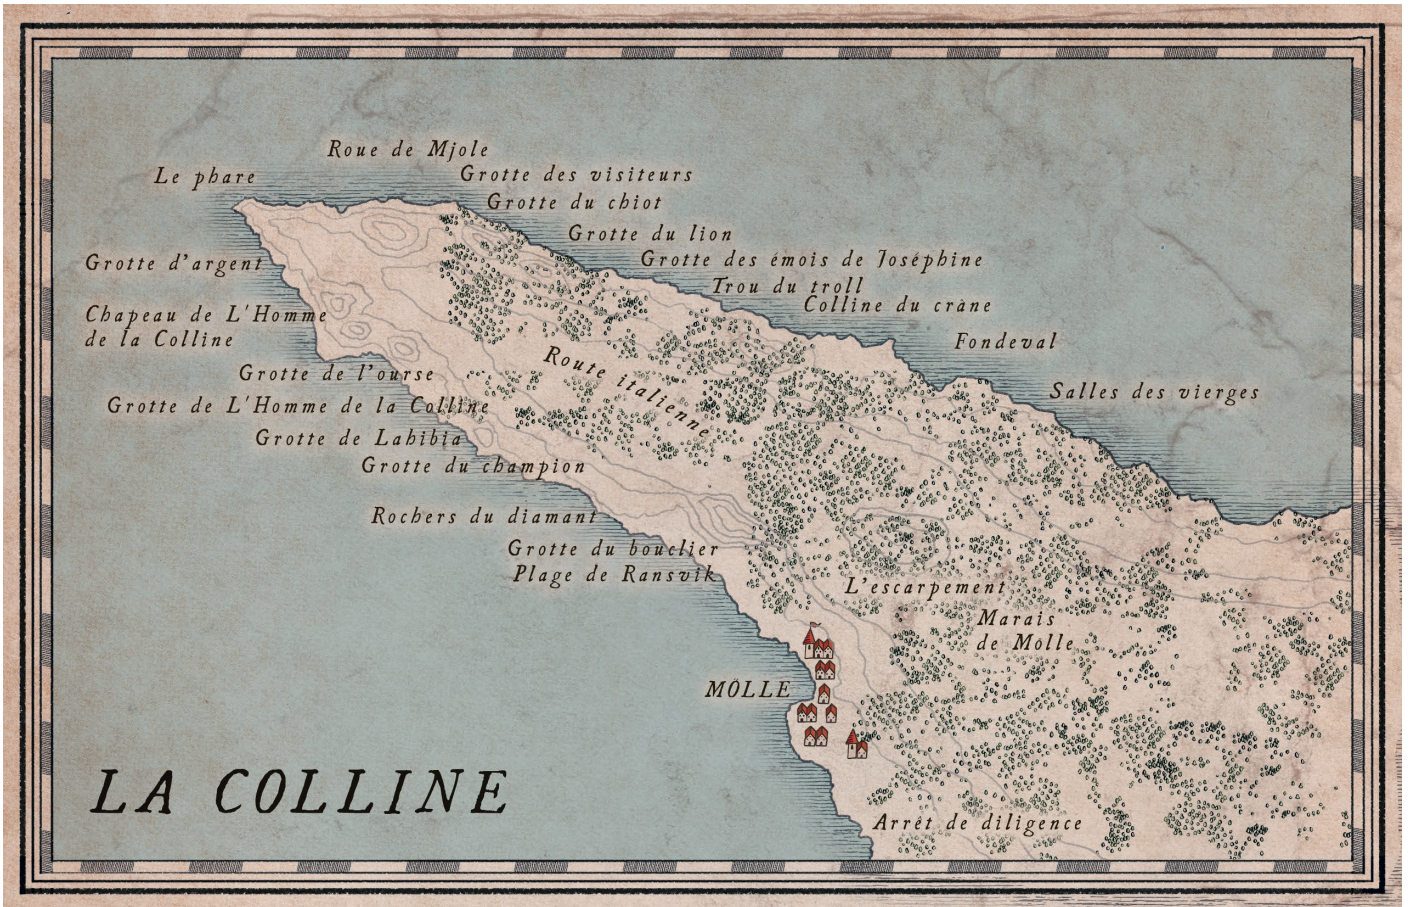 Roue de Mjole
Le phare
Grotte des visiteurs
Grotte du chiot
Grotte du lion
Grotte d'argent
Grotte des émois de Joséphine
Trou du troll
Colline du crâne
Chapeau de L'Homme
de la Colline
Fondeval
Route italienne
Grotte de l'ourse
Salles des vierges
Grotte de L'Homme de la Colline
Grotte de Lahibia
Grotte du champion
Rochers du diamant
Grotte du bouclier
Plage de Ransvik
L'escarpement
Marais
de Mölle
MÖLLE
LA COLLINE
Arrêt de diligence